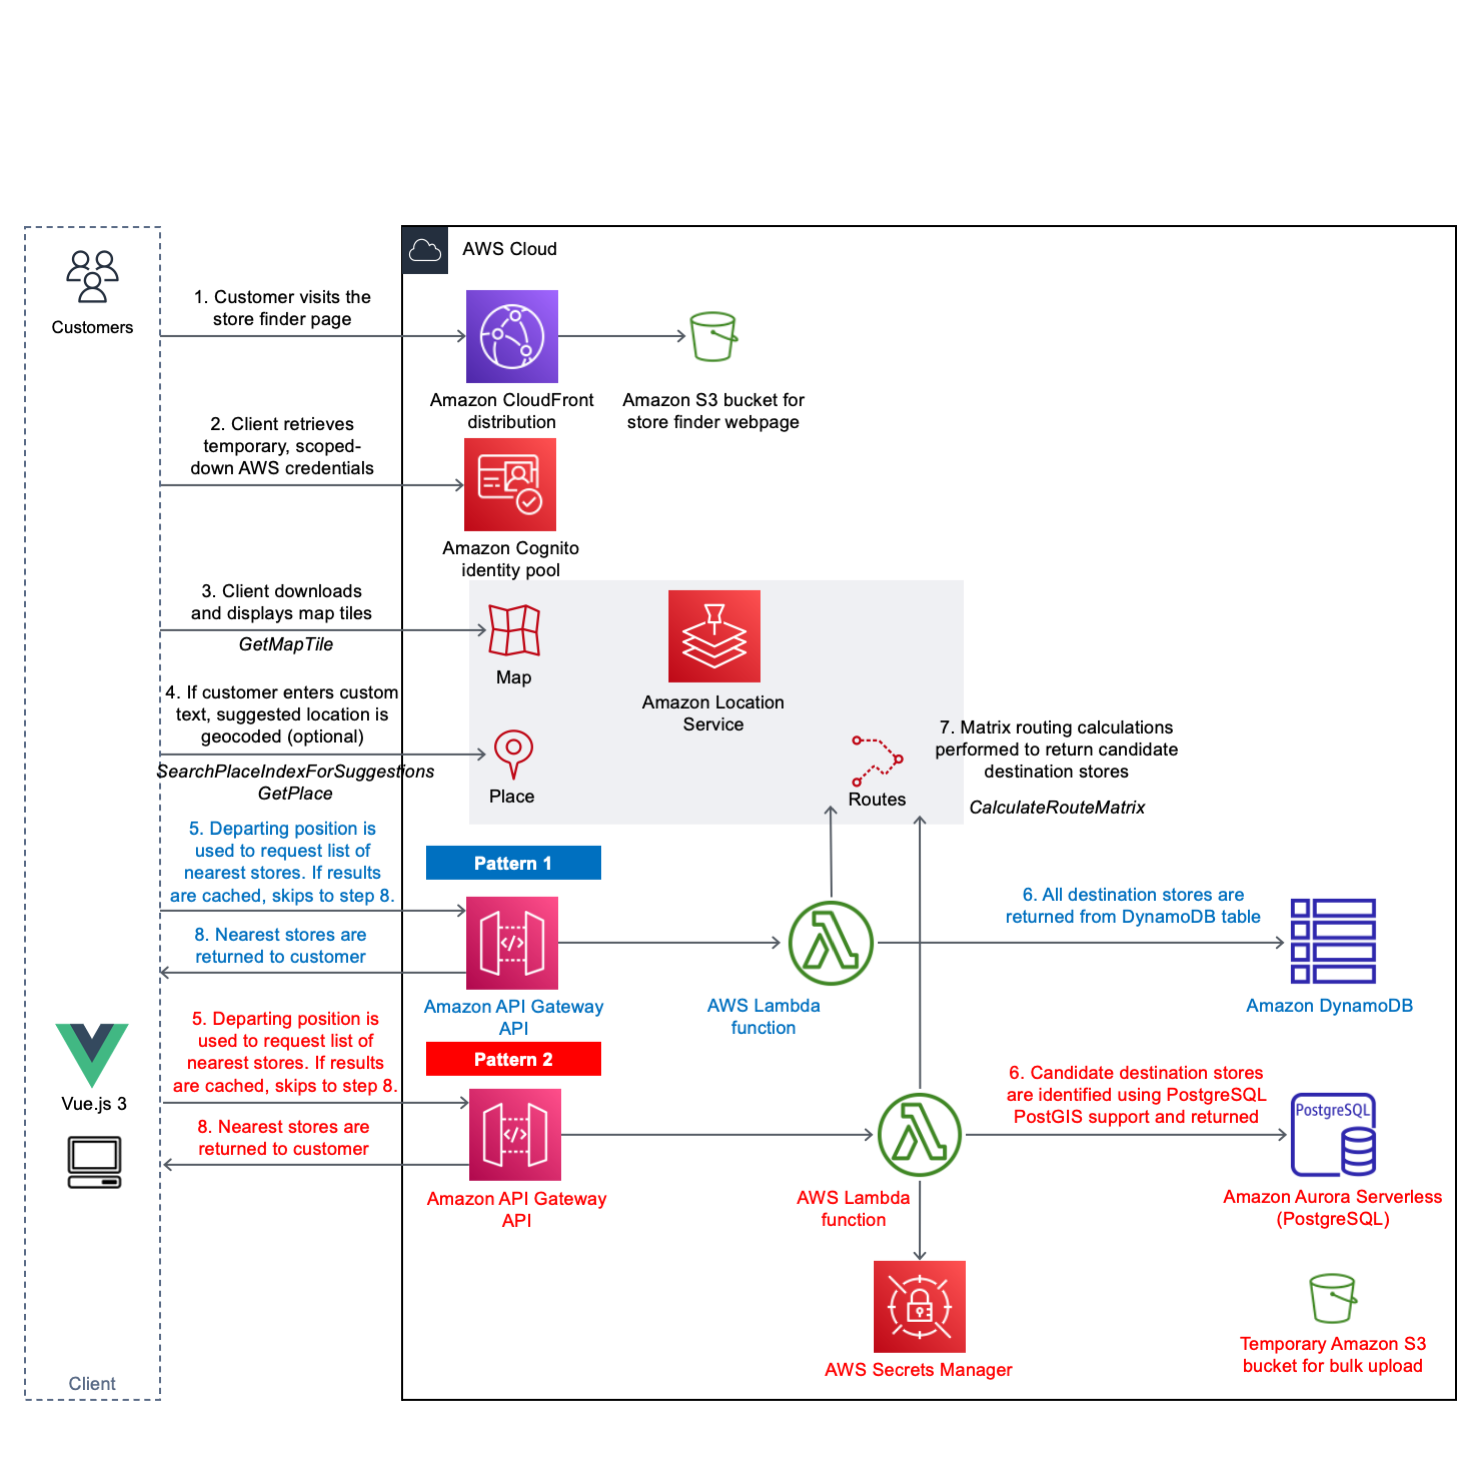 AWS Cloud
Customers
1. Customer visits the
store finder page
Amazon CloudFront
distribution
Amazon S3 bucket for
store finder webpage
2. Client retrieves
temporary, scoped-
down AWS credentials
Amazon Cognito
identity pool
3. Client downloads
and displays map tiles
GetMapTile
Map
Amazon Location
Service
4. If customer enters custom
text, suggested location is
geocoded (optional)
SearchPlaceIndexForSuggestions
GetPlace
Place
Routes
7. Matrix routing calculations
performed to return candidate
destination stores
CalculateRouteMatrix
5. Departing position is
used to request list of
nearest stores. If results
are cached, skips to step 8.
Pattern 1
8. Nearest stores are
returned to customer
Amazon API Gateway
API
AWS Lambda
function
6. All destination stores are
returned from DynamoDB table
Amazon DynamoDB
Vue.js 3
5. Departing position is
used to request list of
nearest stores. If results
are cached, skips to step 8.
Pattern 2
8. Nearest stores are
returned to customer
Amazon API Gateway
API
AWS Lambda
function
6. Candidate destination stores
are identified using PostgreSQL
PostGIS support and returned
PostgreSQL
Amazon Aurora Serverless
(PostgreSQL)
AWS Secrets Manager
Temporary Amazon S3
bucket for bulk upload
Client